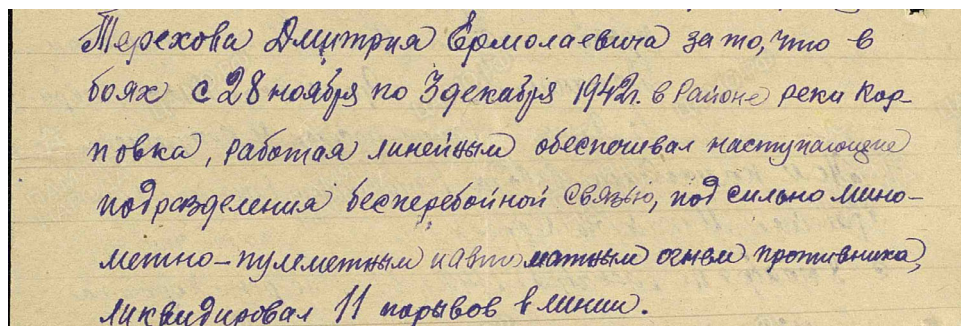 Терехова Дмитрия Ермолаевича за то, что в
боях с 28 ноября по 3 декабря 1942г. в районе реки Кар-
повка, работая линейным обеспечивал наступающие
подразделения бесперебойной связью, под сильно мино-
метно-пулеметным и автоматным огнем противника,
ликвидировал 11 порывов в линии.